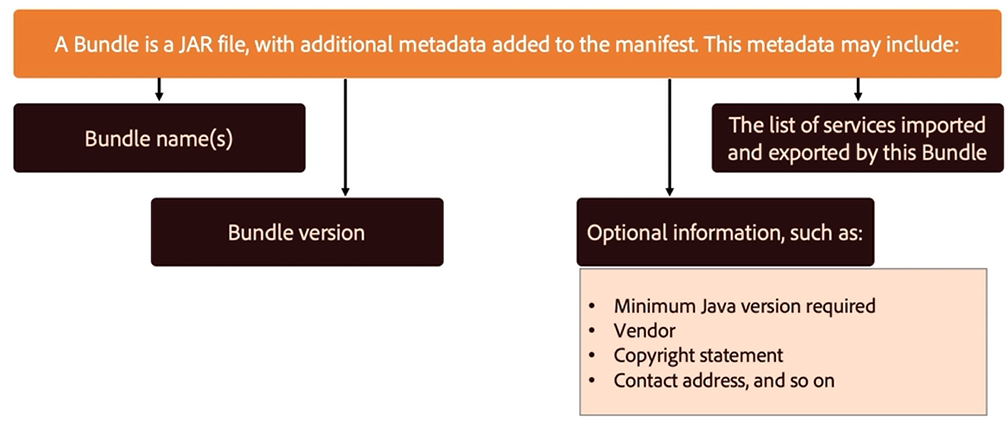 A Bundle is a JAR file, with additional metadata added to the manifest. This metadata may include:
Bundle name(s)
The list of services imported
and exported by this Bundle
Bundle version
Optional information, such as:
• Minimum Java version required
• Vendor
• Copyright statement
• Contact address, and so on